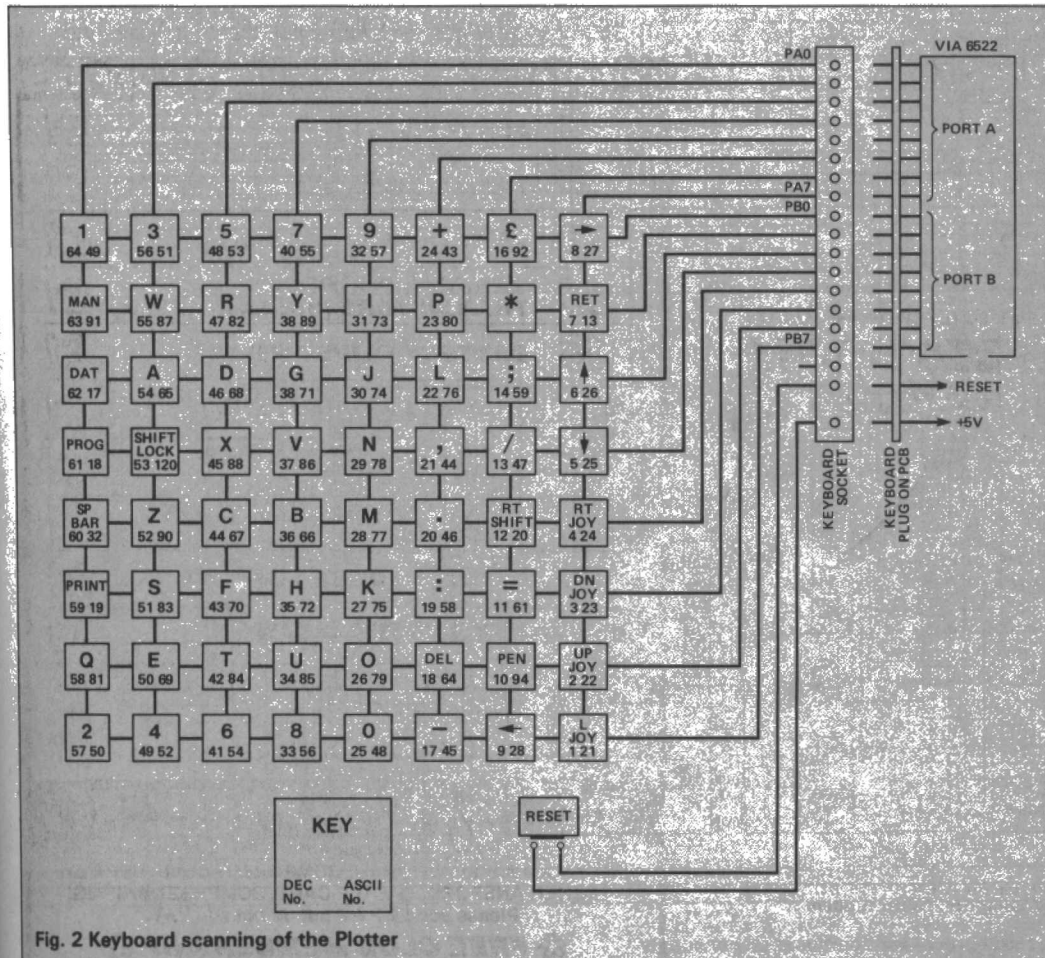 VIA 6522
PA0
PORT A
PA7
PB0
PORT B
PB7
RESET
+5V
KEYBOARD SOCKET
KEYBOARD PLUG ON PCB
1 3 5 7 9 + £ →
64 49 56 51 48 53 40 55 32 57 24 43 16 92 8 27
MAN W R Y I P * RET
63 91 55 87 47 82 38 89 31 73 23 80 7 13
DAT A D G J L ; ↑
62 17 54 65 46 68 38 71 30 74 22 76 14 59 6 26
PROG SHIFT LOCK X V N , / ↓
61 18 53 120 45 88 37 86 29 78 21 44 13 47 5 25
SP BAR Z C B M . RT SHIFT RT JOY
60 32 52 90 44 67 36 66 28 77 20 46 12 20 4 24
PRINT S F H K : = DN JOY
59 19 51 83 43 70 35 72 27 75 19 58 11 61 3 23
Q E T U O DEL PEN UP JOY
58 81 50 69 42 84 34 85 26 79 18 64 10 94 2 22
2 4 6 8 0 − ← L JOY
57 50 49 52 41 54 33 56 25 48 17 45 9 28 1 21
KEY
DEC No. ASCII No.
RESET
Fig. 2 Keyboard scanning of the Plotter